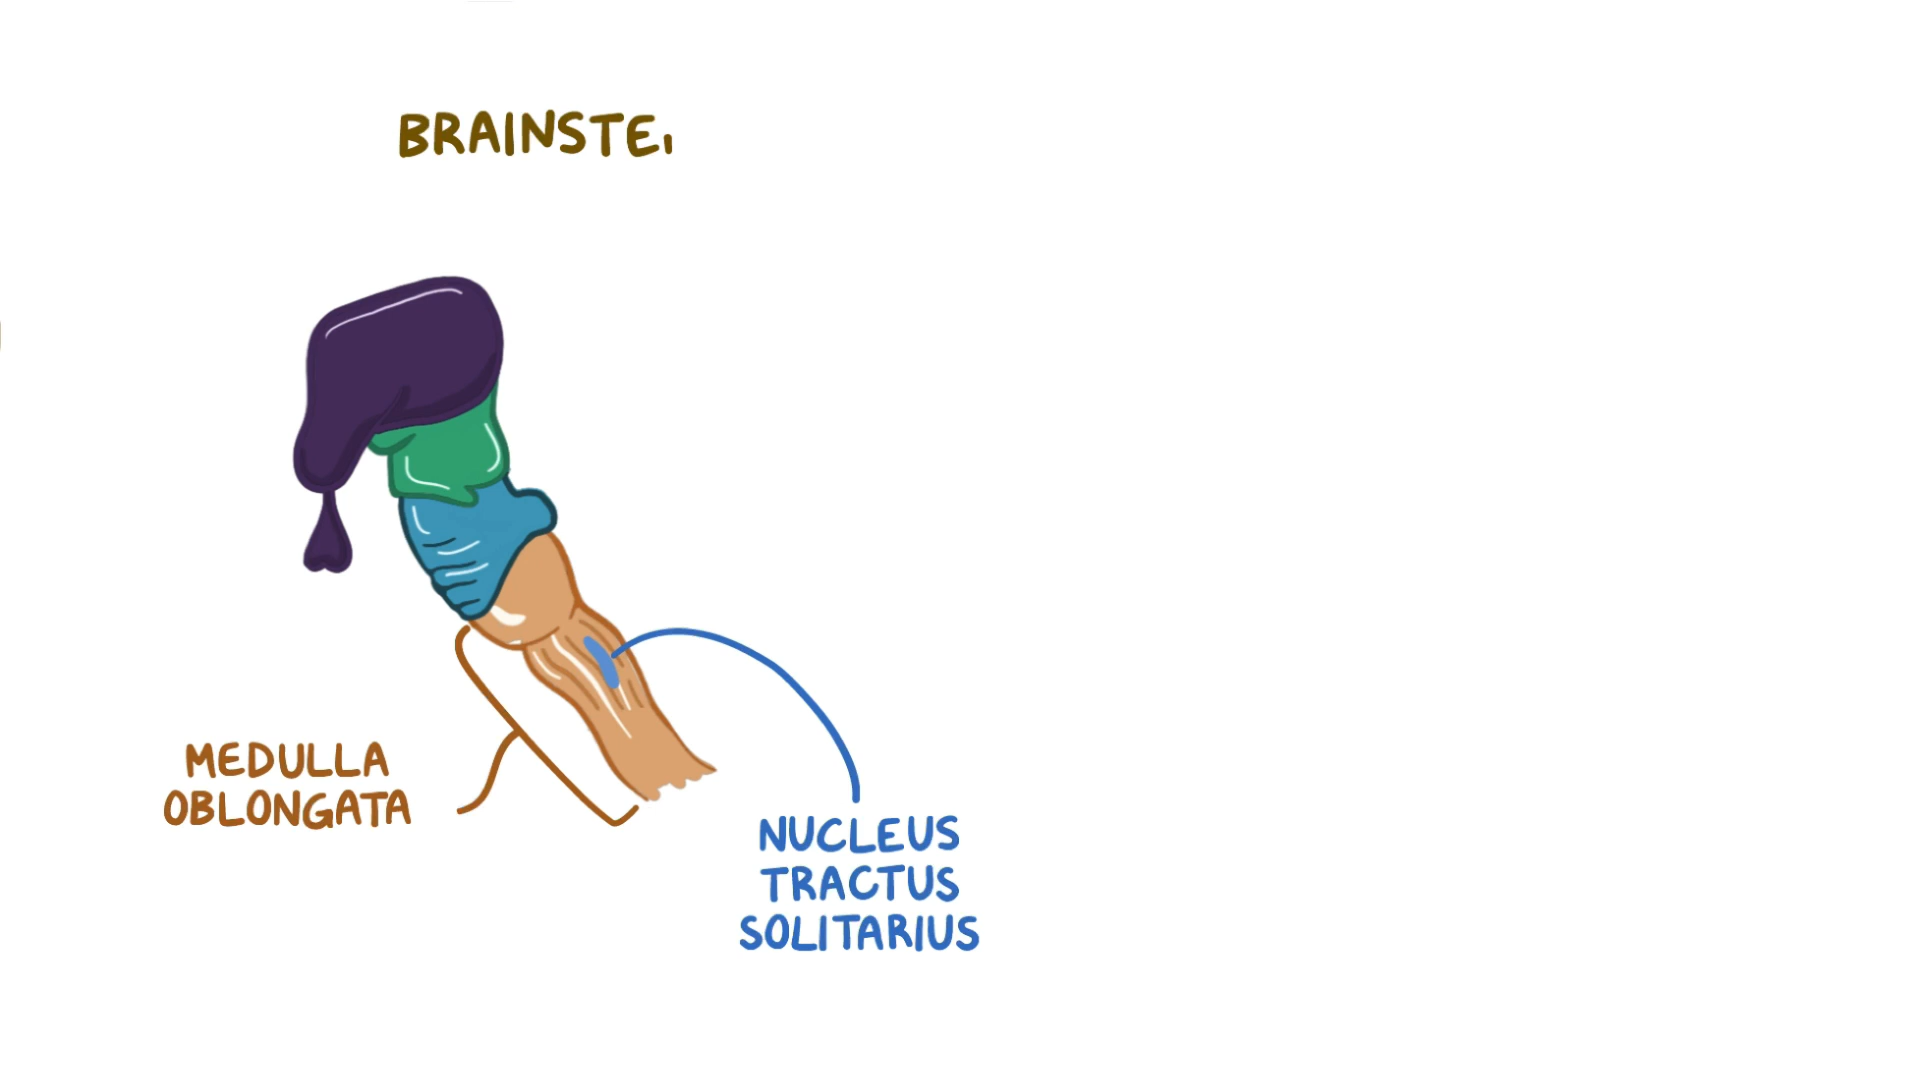 BRAINSTE
MEDULLA
OBLONGATA
NUCLEUS
TRACTUS
SOLITARIUS